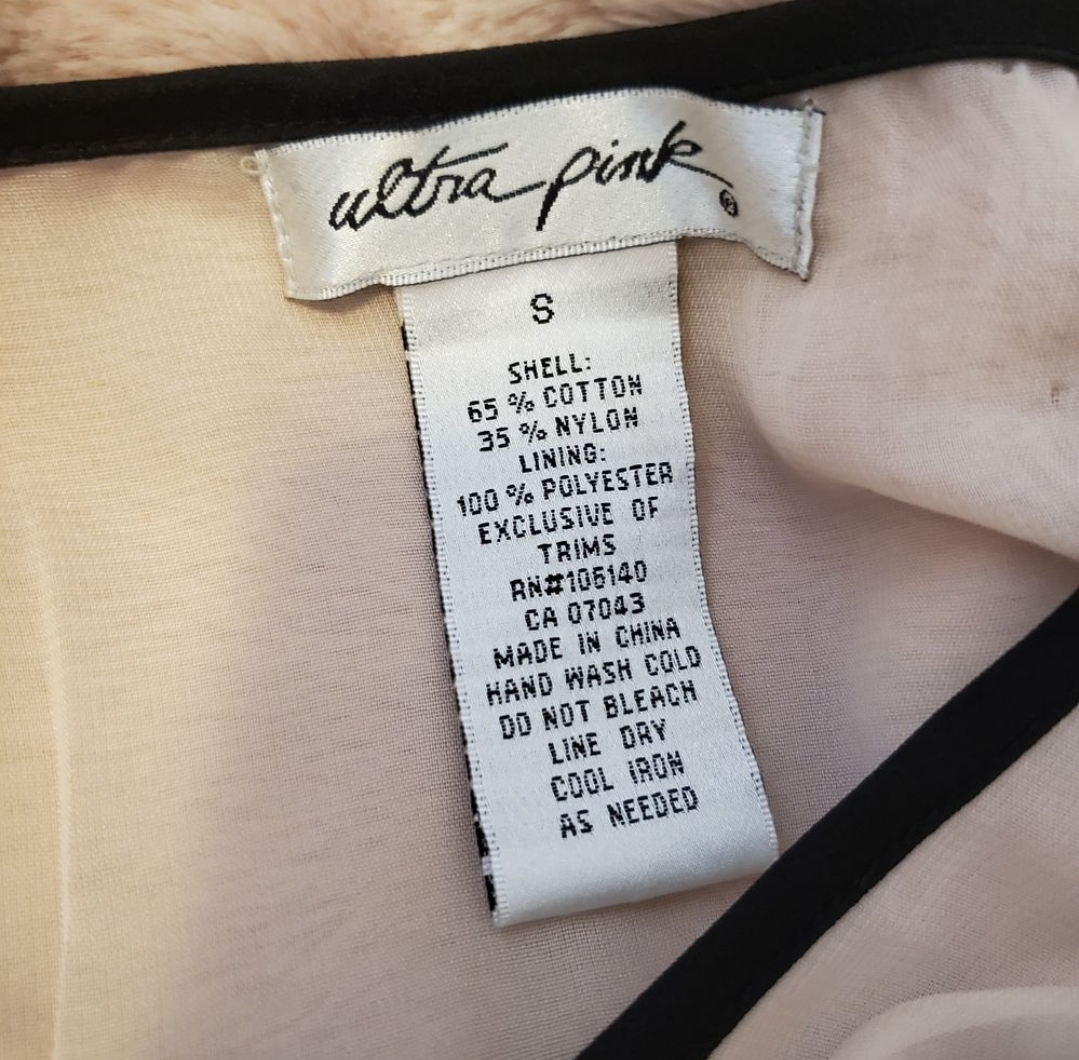 ultra pink ®
S
SHELL:
65 % COTTON
35 % NYLON
LINING:
100 % POLYESTER
EXCLUSIVE OF
TRIMS
RN#106140
CA 07043
MADE IN CHINA
HAND WASH COLD
DO NOT BLEACH
LINE DRY
COOL IRON
AS NEEDED